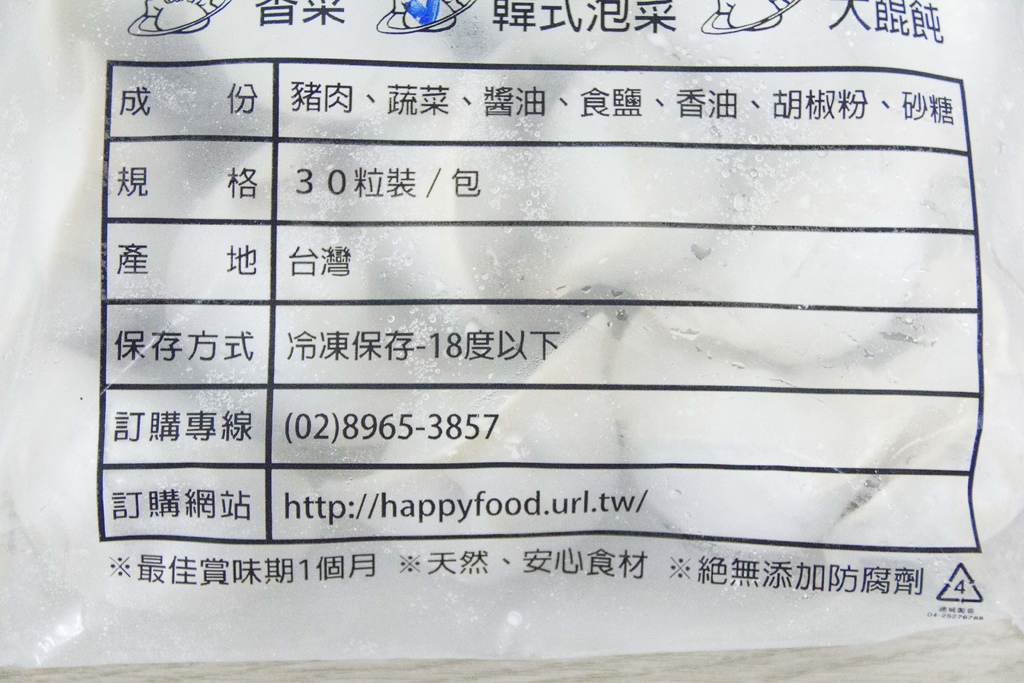 香菜 韓式泡菜 大餛飩
成份 豬肉、蔬菜、醬油、食鹽、香油、胡椒粉、砂糖
規格 30粒裝/包
產地 台灣
保存方式 冷凍保存-18度以下
訂購專線 (02)8965-3857
訂購網站 http://happyfood.url.tw/
※最佳賞味期1個月 ※天然、安心食材 ※絕無添加防腐劑
4
04-25276788